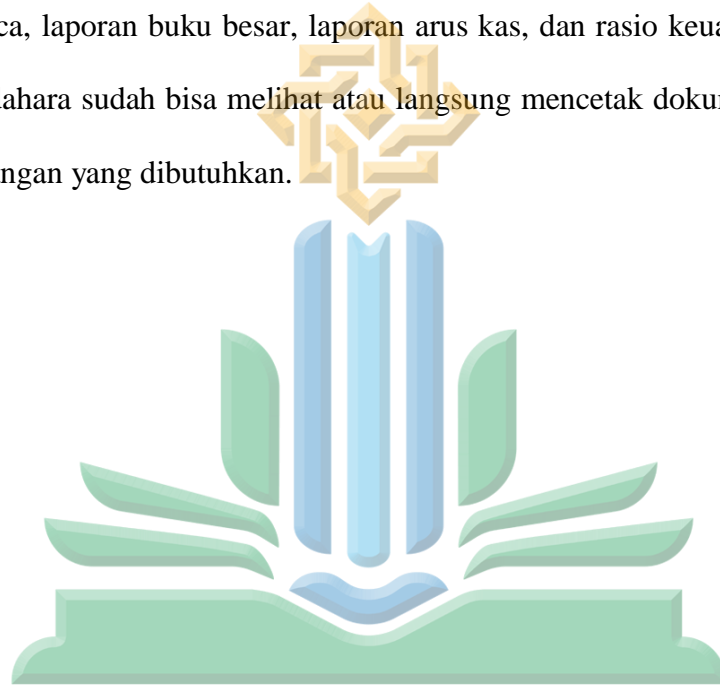 ca, laporan buku besar, laporan arus kas, dan rasio keua
dahara sudah bisa melihat atau langsung mencetak doku
ngan yang dibutuhkan.